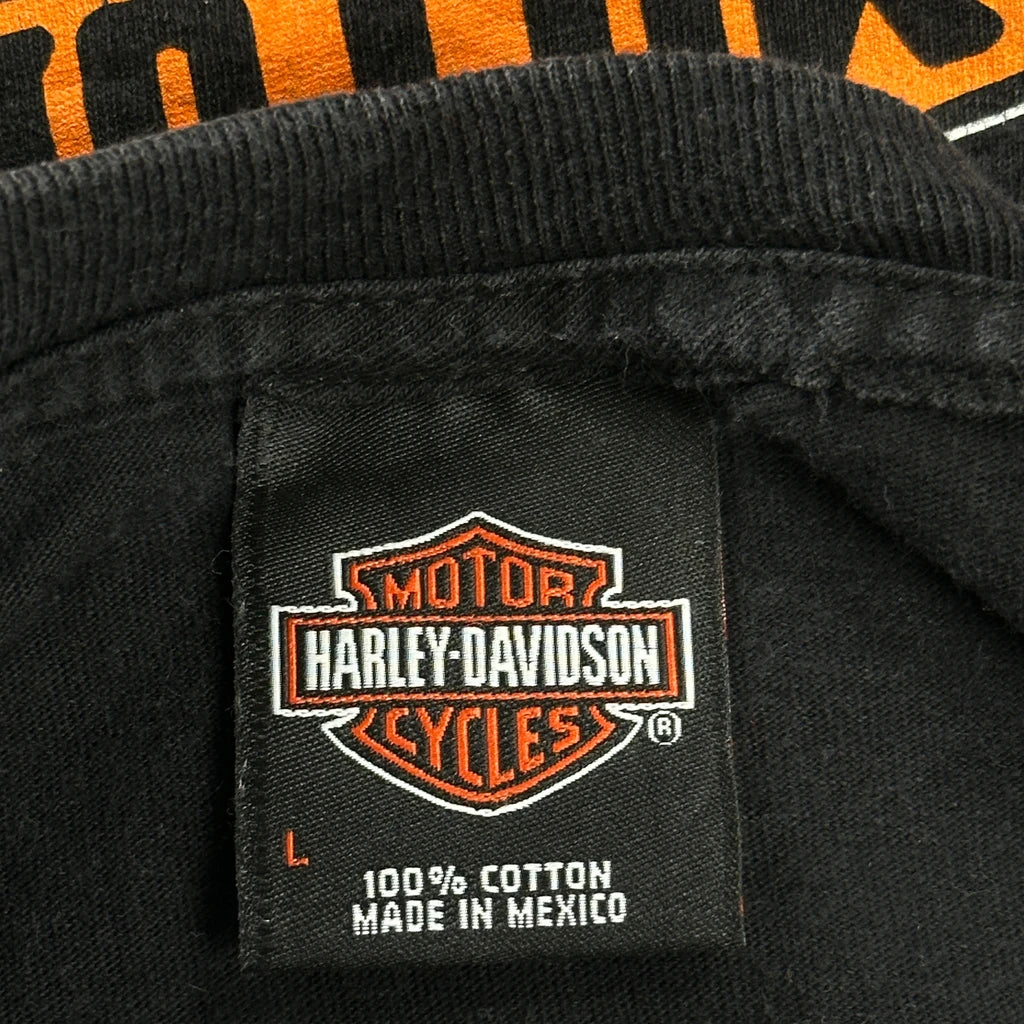 MOTOR
HARLEY-DAVIDSON
CYCLES
®
L
100% COTTON
MADE IN MEXICO